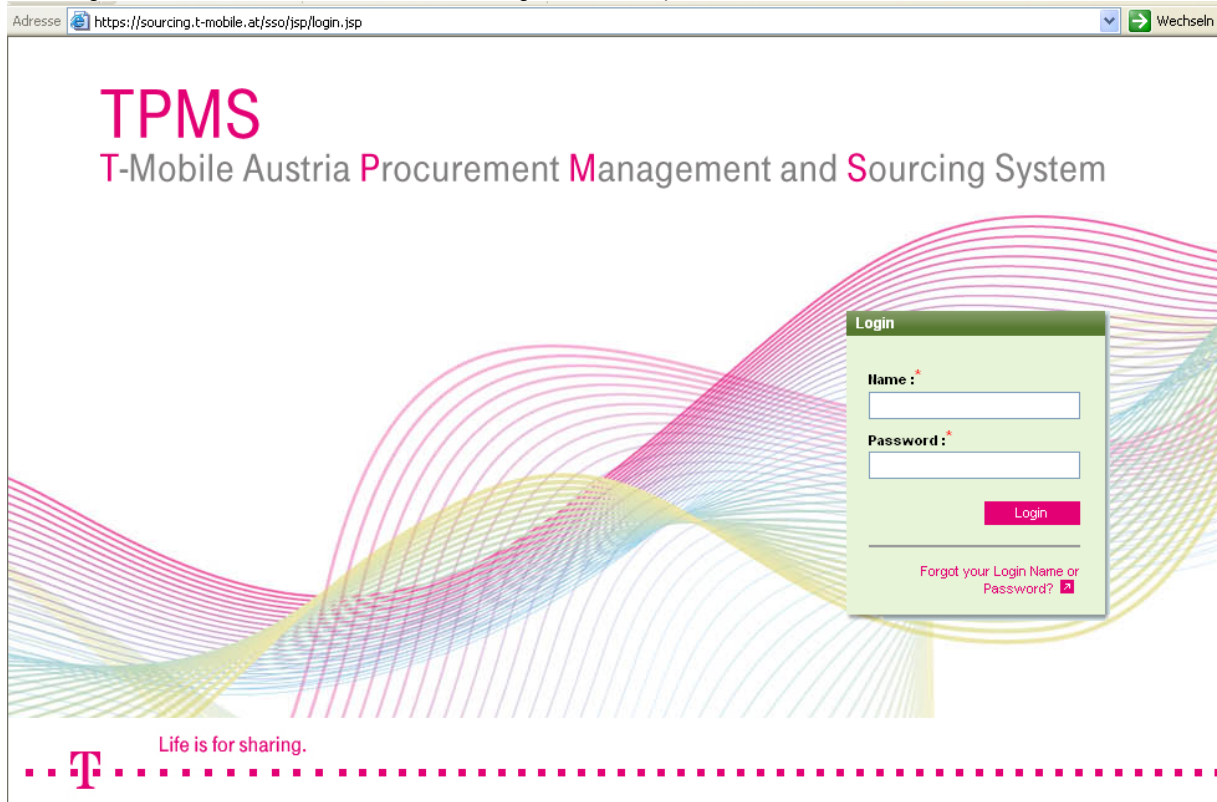 Adresse https://sourcing.t-mobile.at/sso/jsp/login.jsp Wechseln
TPMS
T-Mobile Austria Procurement Management and Sourcing System
Login
Name :*
Password :*
Login
Forgot your Login Name or
Password?
Life is for sharing.
T